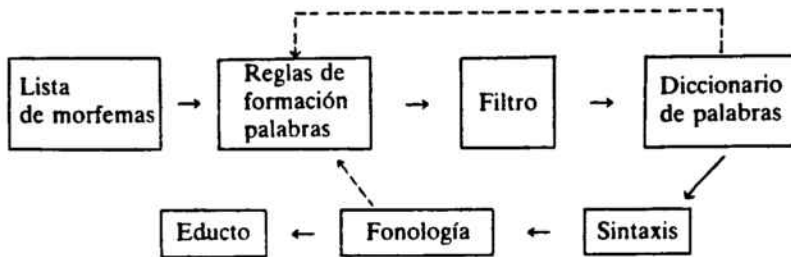 Lista
de morfemas
Reglas de
formación
palabras
Filtro
Diccionario
de palabras
Educto
Fonología
Sintaxis